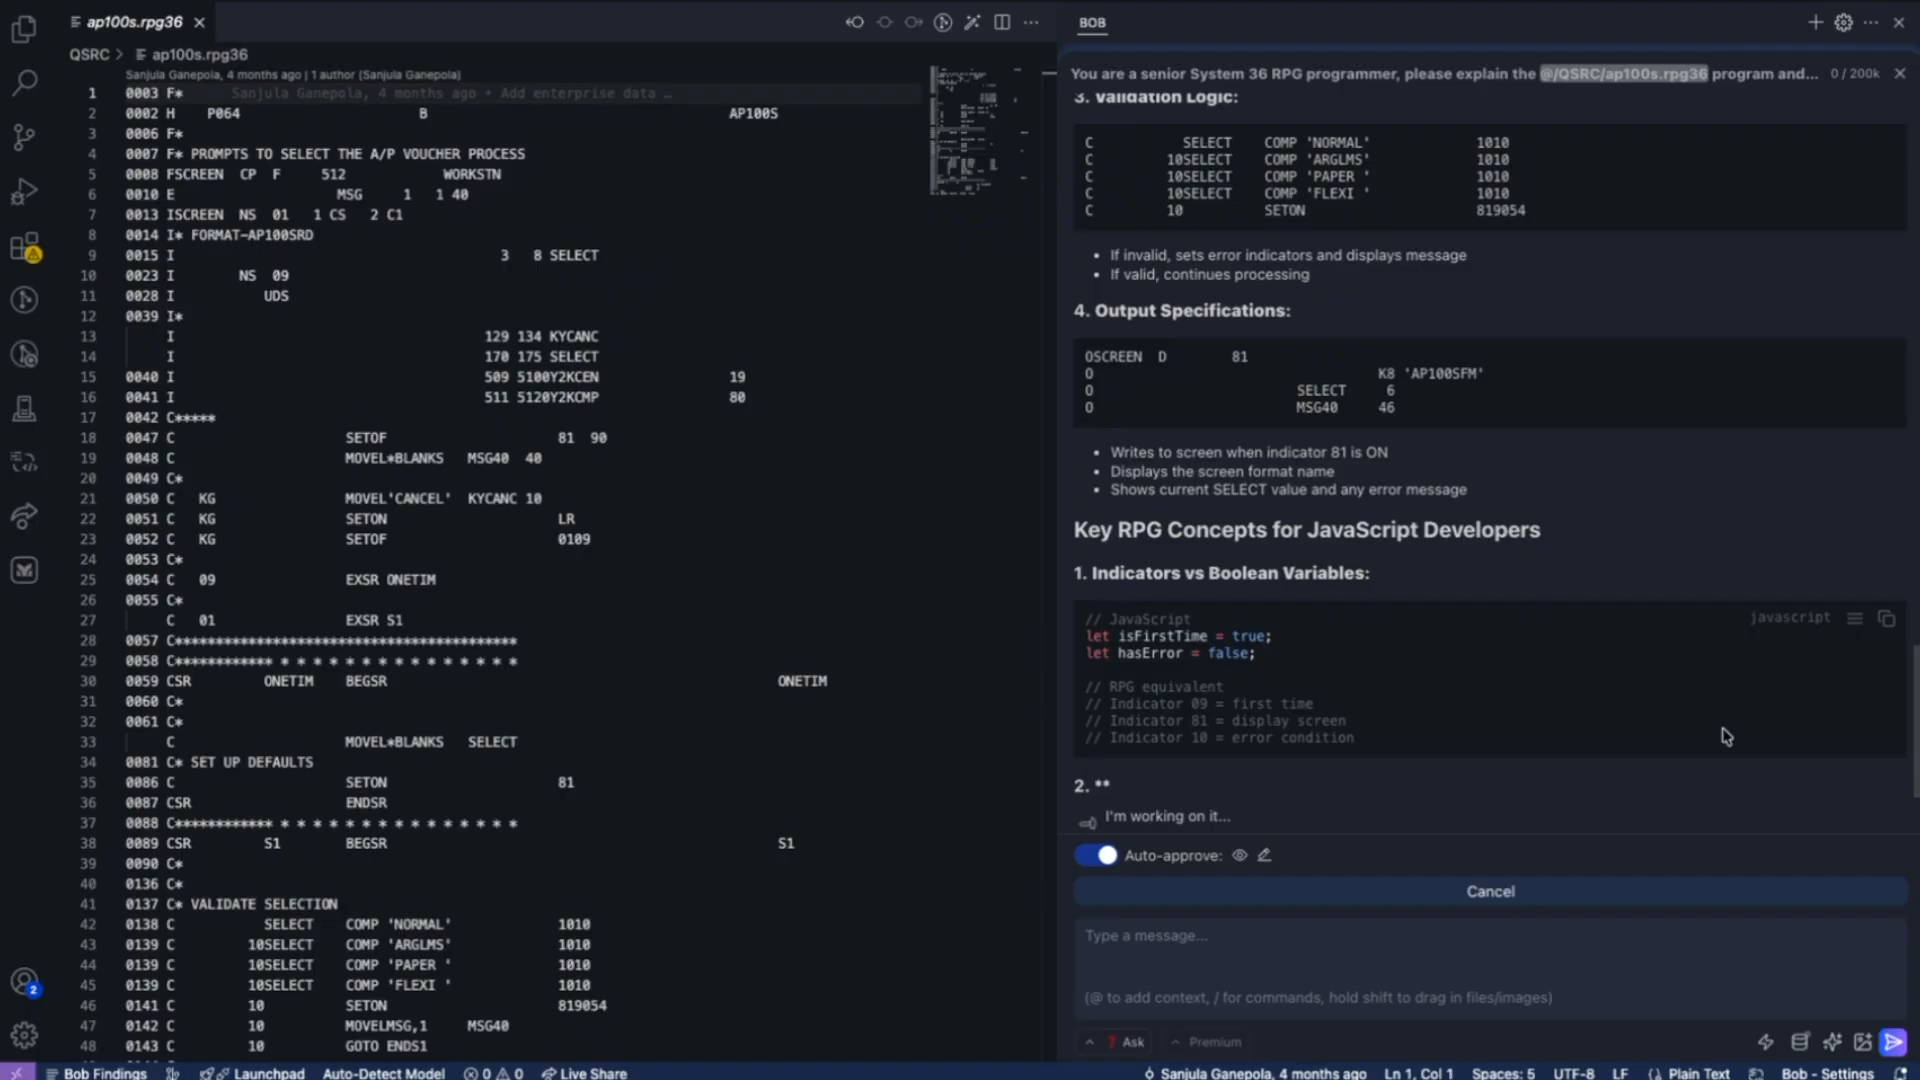 ap100s.rpg36
QSRC > ap100s.rpg36
Sanjula Ganepola, 4 months ago | 1 author (Sanjula Ganepola)
1 0003 F* Sanjula Ganepola, 4 months ago • Add enterprise data …
2 0002 H P064 B AP100S
3 0006 F*
4 0007 F* PROMPTS TO SELECT THE A/P VOUCHER PROCESS
5 0008 FSCREEN CP F 512 WORKSTN
6 0010 E MSG 1 1 40
7 0013 ISCREEN NS 01 1 CS 2 C1
8 0014 I* FORMAT-AP100SRD
9 0015 I 3 8 SELECT
10 0023 I NS 09
11 0028 I UDS
12 0039 I*
13 I 129 134 KYCANC
14 I 170 175 SELECT
15 0040 I 509 5100Y2KCEN 19
16 0041 I 511 5120Y2KCMP 80
17 0042 C*****
18 0047 C SETOF 81 90
19 0048 C MOVEL*BLANKS MSG40 40
20 0049 C*
21 0050 C KG MOVEL'CANCEL' KYCANC 10
22 0051 C KG SETON LR
23 0052 C KG SETOF 0109
24 0053 C*
25 0054 C 09 EXSR ONETIM
26 0055 C*
27 C 01 EXSR S1
28 0057 C******************************************
29 0058 C************ * * * * * * * * * * * * * * *
30 0059 CSR ONETIM BEGSR ONETIM
31 0060 C*
32 0061 C*
33 C MOVEL*BLANKS SELECT
34 0081 C* SET UP DEFAULTS
35 0086 C SETON 81
36 0087 CSR ENDSR
37 0088 C************ * * * * * * * * * * * * * * *
38 0089 CSR S1 BEGSR S1
39 0090 C*
40 0136 C*
41 0137 C* VALIDATE SELECTION
42 0138 C SELECT COMP 'NORMAL' 1010
43 0139 C 10SELECT COMP 'ARGLMS' 1010
44 0139 C 10SELECT COMP 'PAPER ' 1010
45 0139 C 10SELECT COMP 'FLEXI ' 1010
46 0141 C 10 SETON 819054
47 0142 C 10 MOVELMSG,1 MSG40
48 0143 C 10 GOTO ENDS1
BOB
You are a senior System 36 RPG programmer, please explain the @/QSRC/ap100s.rpg36 program and... 0 / 200k
3. Validation Logic:
C SELECT COMP 'NORMAL' 1010
C 10SELECT COMP 'ARGLMS' 1010
C 10SELECT COMP 'PAPER ' 1010
C 10SELECT COMP 'FLEXI ' 1010
C 10 SETON 819054
• If invalid, sets error indicators and displays message
• If valid, continues processing
4. Output Specifications:
OSCREEN D 81
O K8 'AP100SFM'
O SELECT 6
O MSG40 46
• Writes to screen when indicator 81 is ON
• Displays the screen format name
• Shows current SELECT value and any error message
Key RPG Concepts for JavaScript Developers
1. Indicators vs Boolean Variables:
javascript
// JavaScript
let isFirstTime = true;
let hasError = false;
// RPG equivalent
// Indicator 09 = first time
// Indicator 81 = display screen
// Indicator 10 = error condition
2. **
I'm working on it...
Auto-approve:
Cancel
Type a message...
(@ to add context, / for commands, hold shift to drag in files/images)
? Ask Premium
2
Bob Findings Launchpad Auto-Detect Model 0 0 Live Share Sanjula Ganepola, 4 months ago Ln 1, Col 1 Spaces: 5 UTF-8 LF Plain Text Bob - Settings